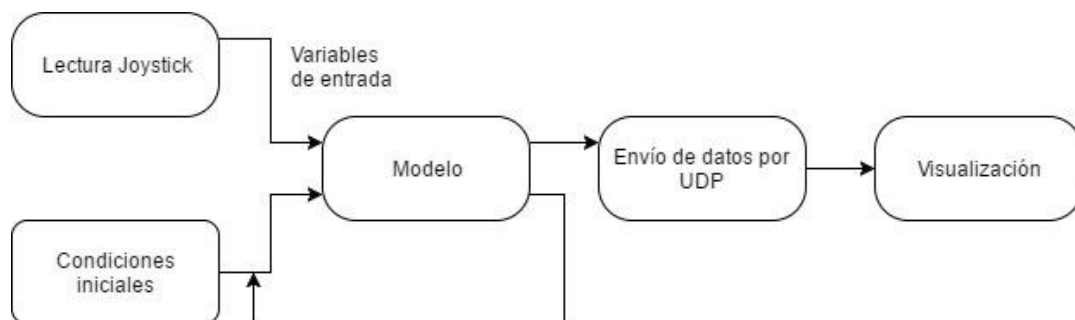 Lectura Joystick
Variables
de entrada
Modelo
Envío de datos por
UDP
Visualización
Condiciones
iniciales